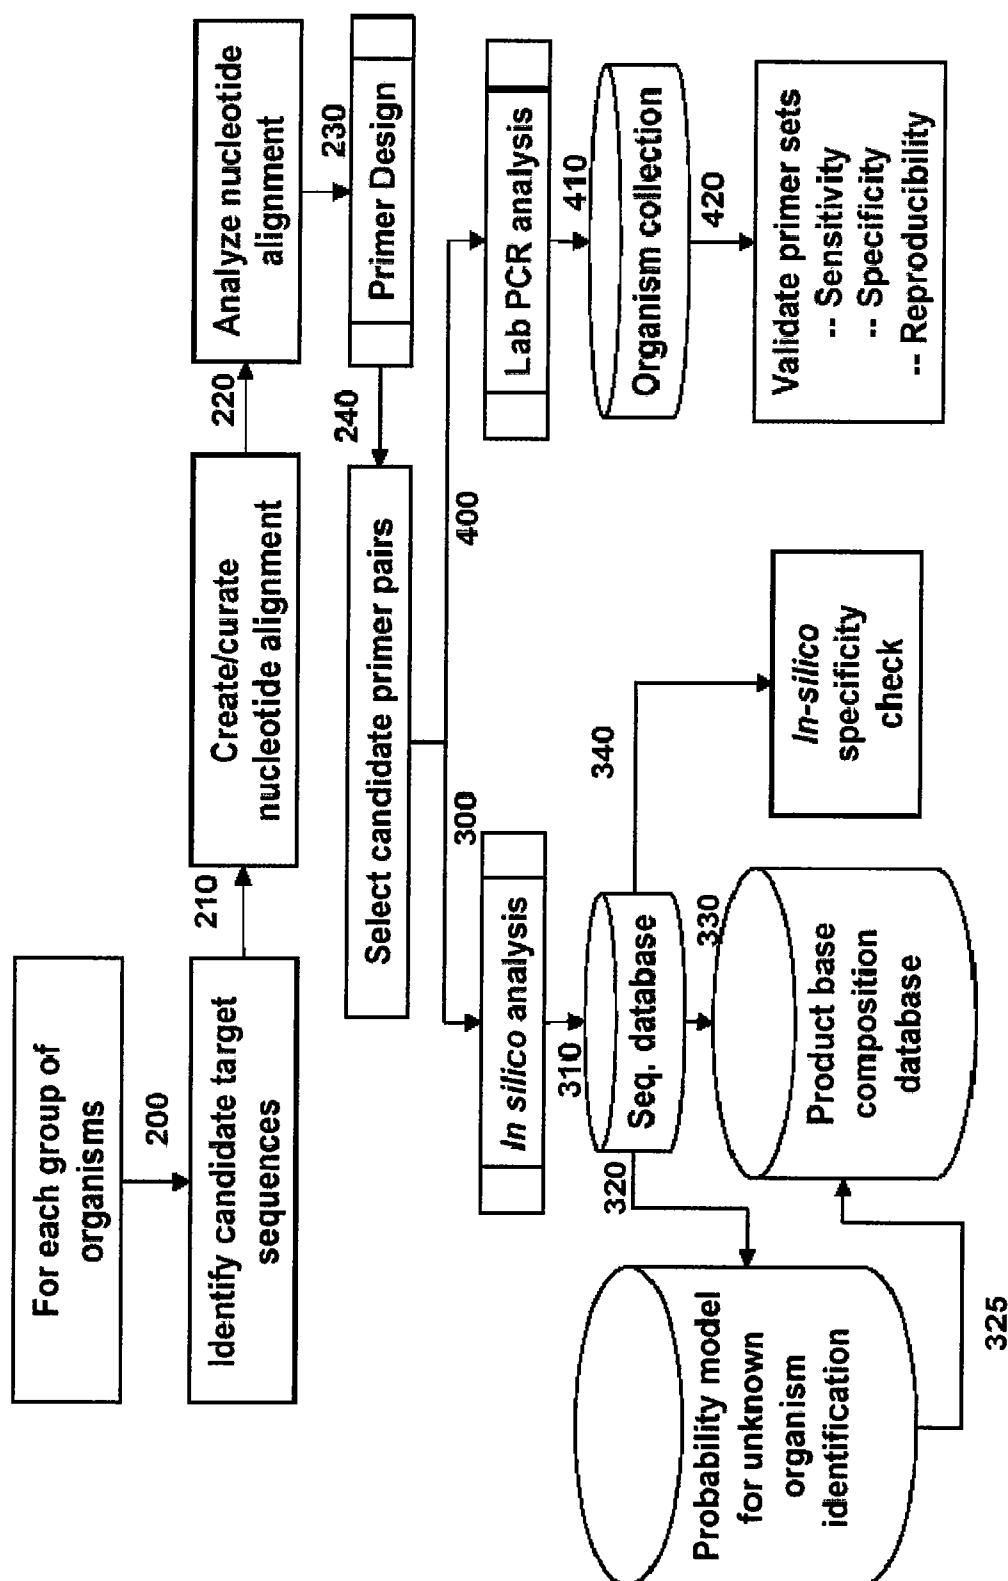 For each group of
organisms
200
Identify candidate target
sequences
210
Create/curate
nucleotide alignment
220
Analyze nucleotide
alignment
230
Primer Design
240
Select candidate primer pairs
300
400
In silico analysis
310
Seq. database
320
330
340
Probability model
for unknown
organism
identification
325
Product base
composition
database
In-silico
specificity
check
Lab PCR analysis
410
Organism collection
420
Validate primer sets
-- Sensitivity
-- Specificity
-- Reproducibility